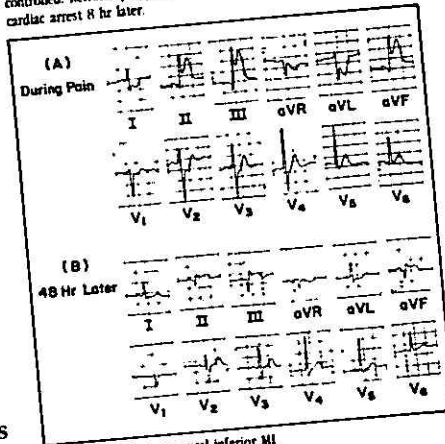 cardiac arrest 8 hr later.
(A)
During Pain
I II III aVR aVL aVF
V1 V2 V3 V4 V5 V6
(B)
48 Hr Later
I II III aVR aVL aVF
V1 V2 V3 V4 V5 V6
S
inferior MI